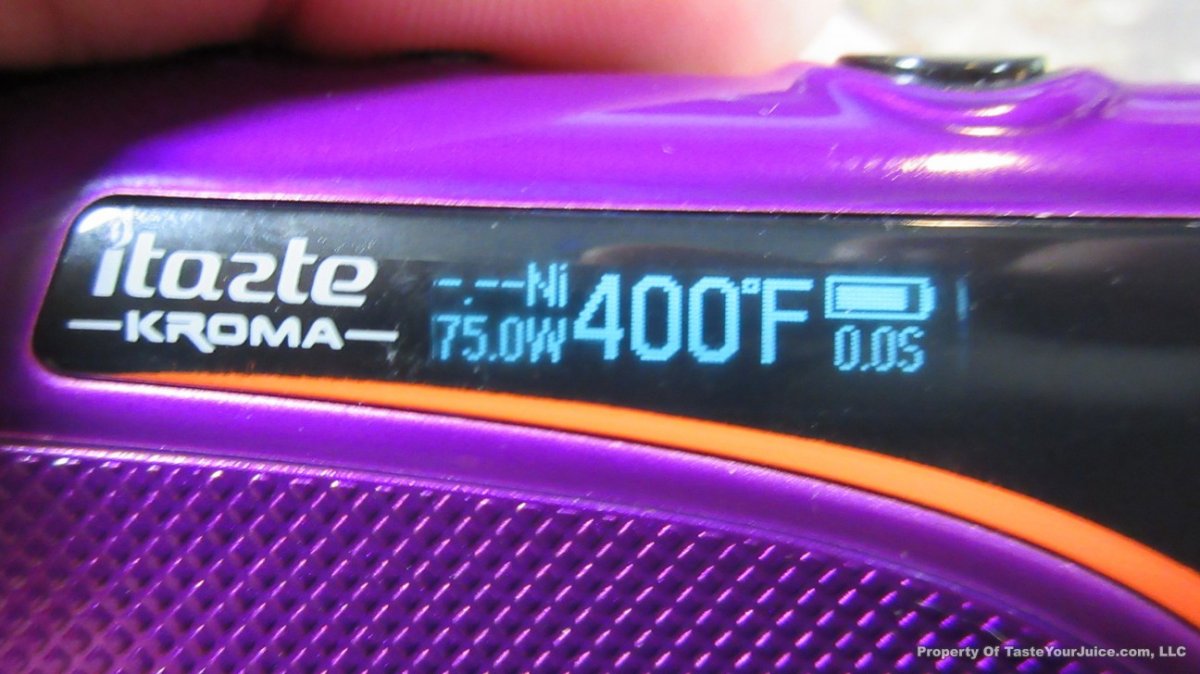 itaste
KROMA
-.--Ni
75.0W
400°F
0.0S
Property Of TasteYourJuice.com, LLC